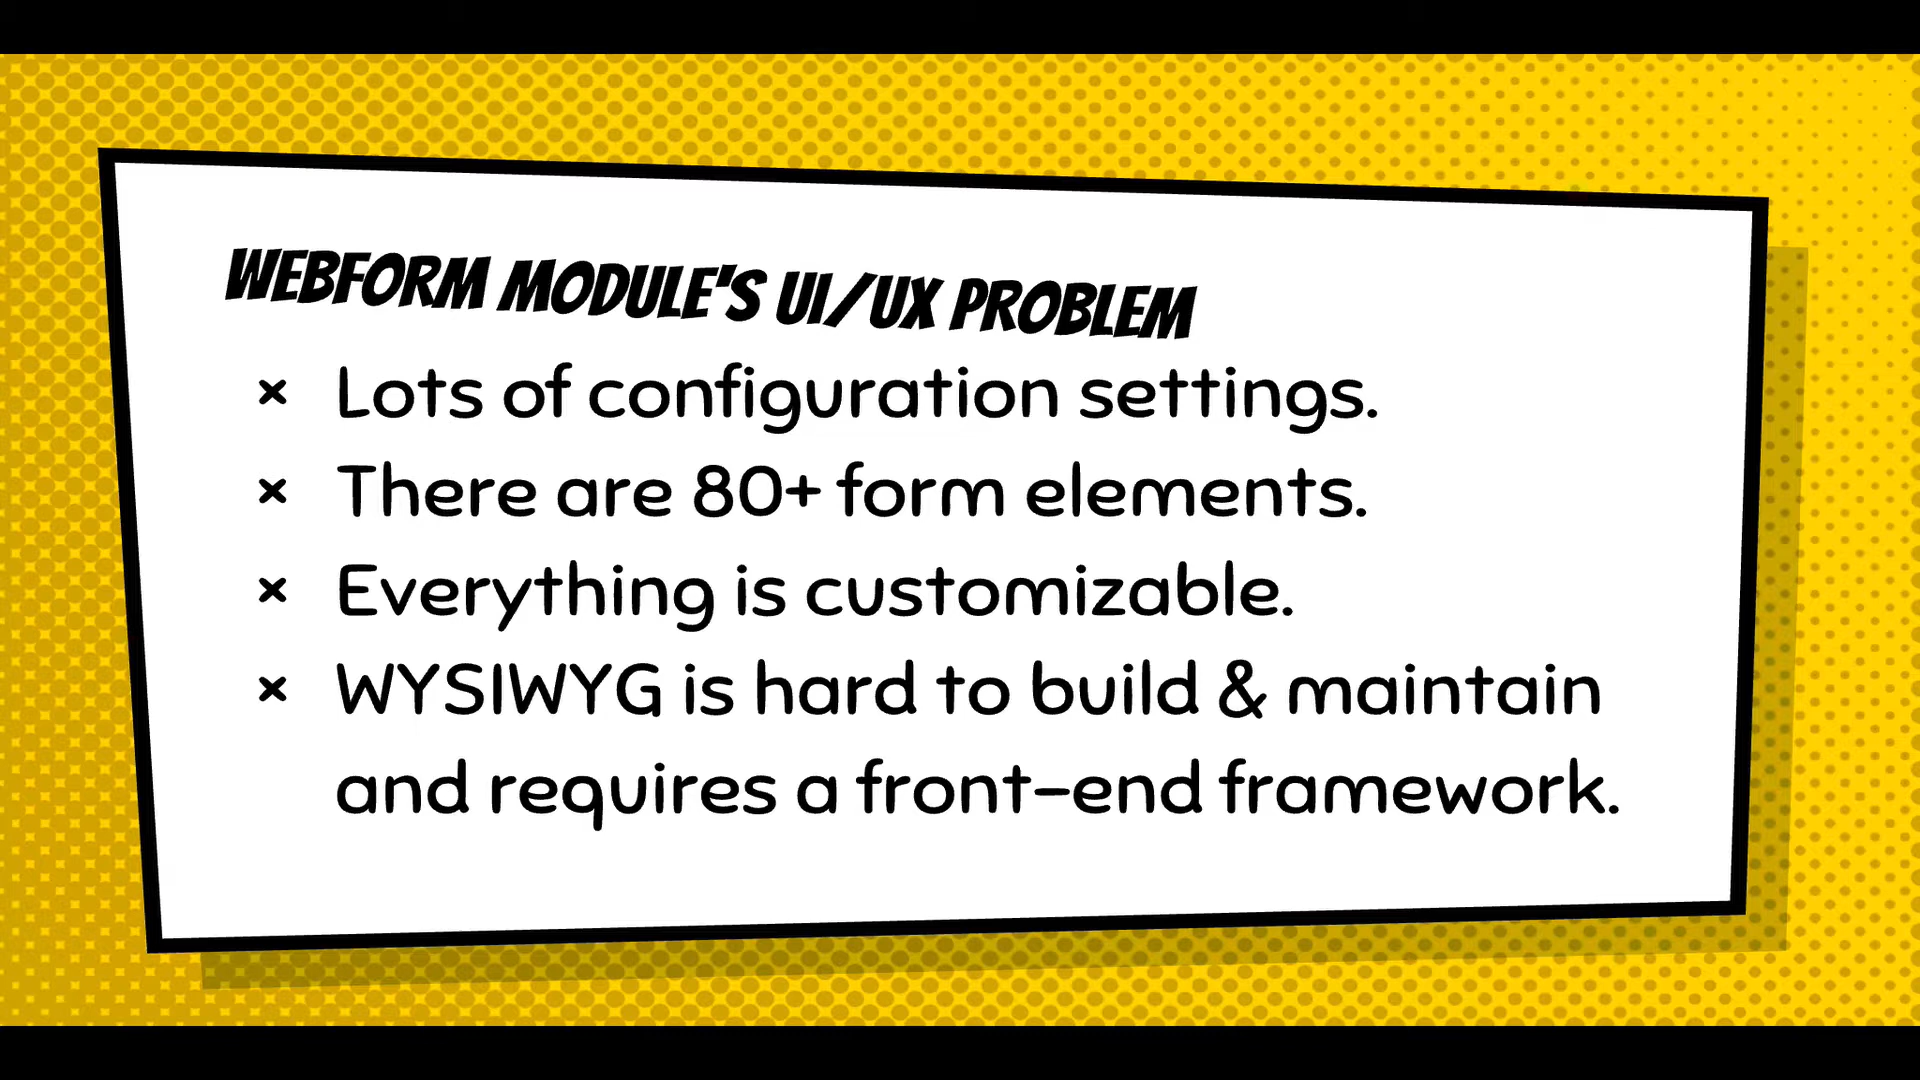 WEBFORM MODULE'S UI/UX PROBLEM
× Lots of configuration settings.
× There are 80+ form elements.
× Everything is customizable.
× WYSIWYG is hard to build & maintain
and requires a front-end framework.